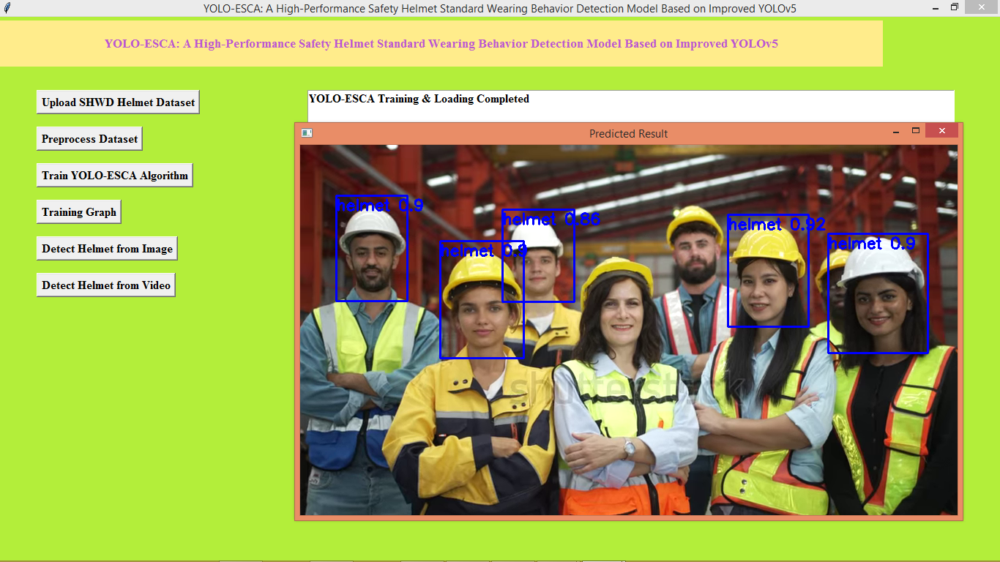 YOLO-ESCA: A High-Performance Safety Helmet Standard Wearing Behavior Detection Model Based on Improved YOLOv5
YOLO-ESCA: A High-Performance Safety Helmet Standard Wearing Behavior Detection Model Based on Improved YOLOv5
Upload SHWD Helmet Dataset
YOLO-ESCA Training & Loading Completed
Preprocess Dataset
Predicted Result
Train YOLO-ESCA Algorithm
Training Graph
Detect Helmet from Image
Detect Helmet from Video
helmet 0.9
helmet 0.86
helmet 0.92
helmet 0.9
helmet 0.9
shutterstock